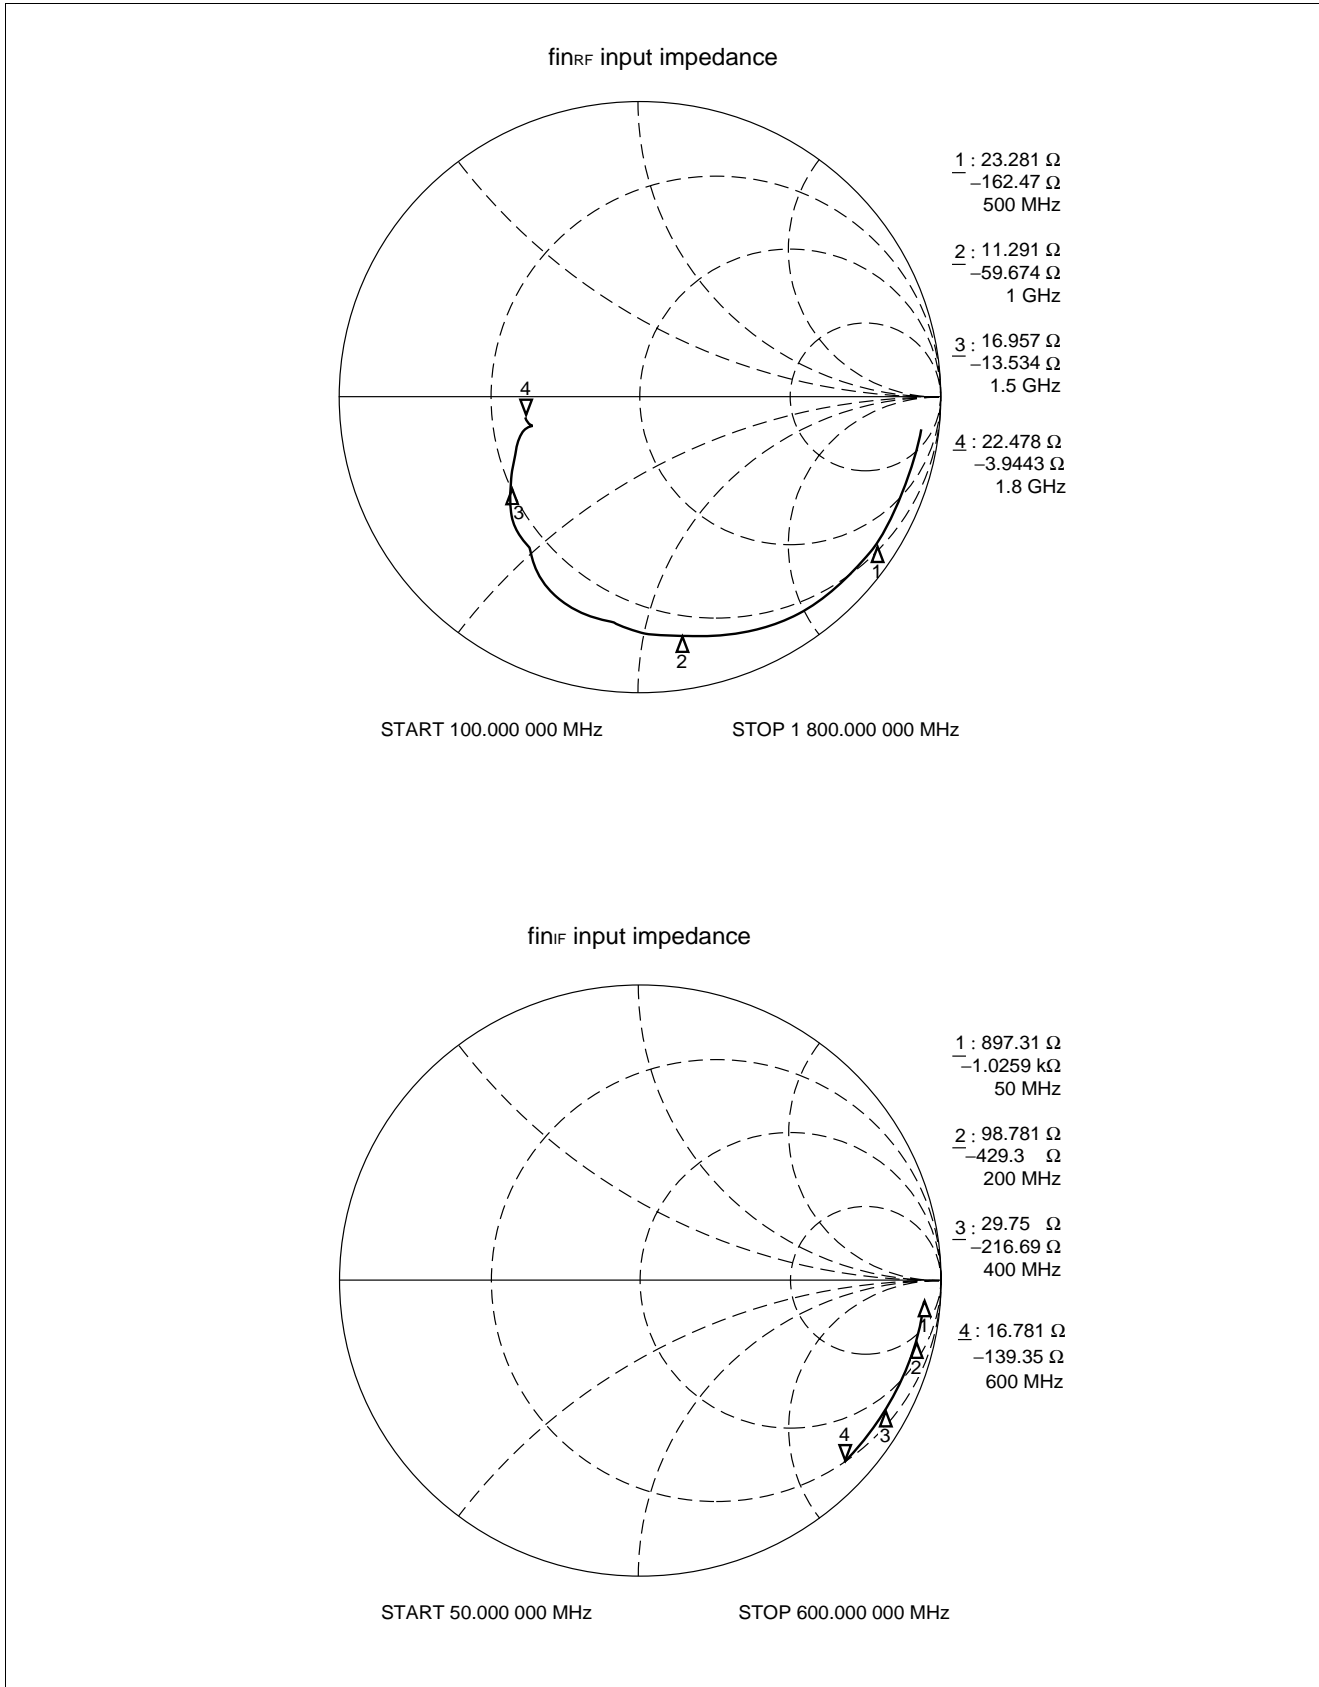 finRF input impedance
1 : 23.281 Ω
−162.47 Ω
500 MHz
2 : 11.291 Ω
−59.674 Ω
1 GHz
3 : 16.957 Ω
−13.534 Ω
1.5 GHz
4 : 22.478 Ω
−3.9443 Ω
1.8 GHz
4
3
1
2
START 100.000 000 MHz STOP 1 800.000 000 MHz
finIF input impedance
1 : 897.31 Ω
−1.0259 kΩ
50 MHz
2 : 98.781 Ω
−429.3 Ω
200 MHz
3 : 29.75 Ω
−216.69 Ω
400 MHz
4 : 16.781 Ω
−139.35 Ω
600 MHz
1
2
4
3
START 50.000 000 MHz STOP 600.000 000 MHz